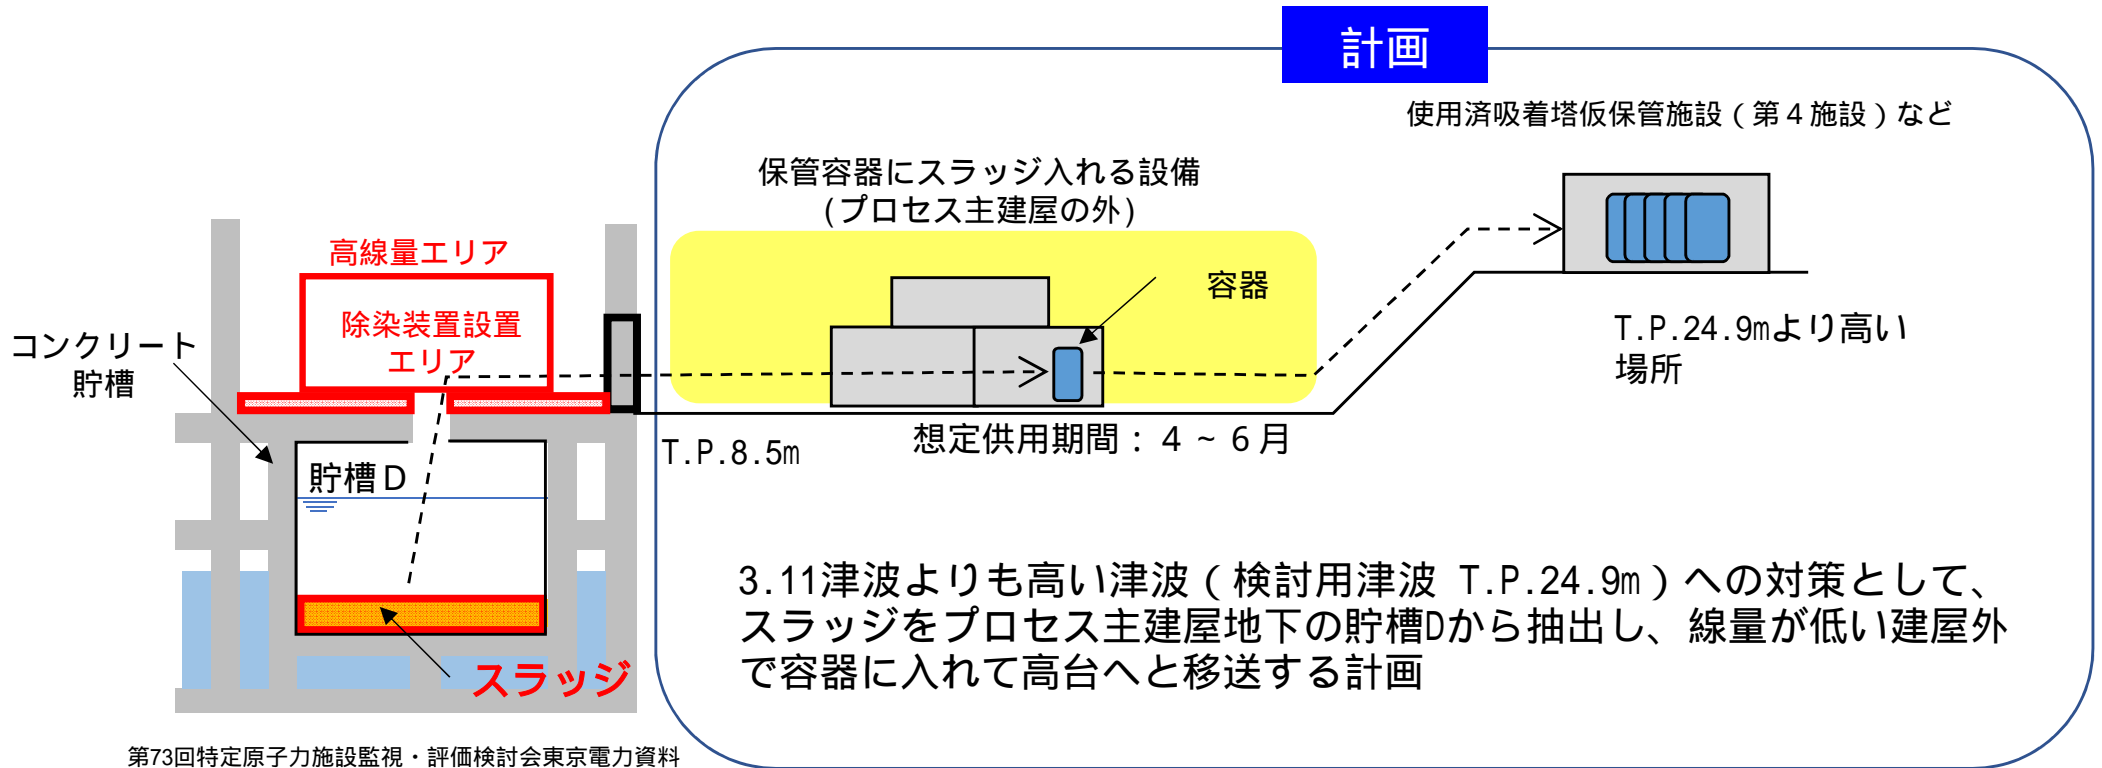 計画
使用済吸着塔仮保管施設（第４施設）など
保管容器にスラッジ入れる設備
(プロセス主建屋の外)
高線量エリア
除染装置設置
エリア
容器
コンクリート
貯槽
T.P.24.9mより高い
場所
T.P.8.5m
想定供用期間：４~６月
貯槽Ｄ
3.11津波よりも高い津波（検討用津波 T.P.24.9m）への対策として、
スラッジをプロセス主建屋地下の貯槽Dから抽出し、線量が低い建屋外
で容器に入れて高台へと移送する計画
スラッジ
第73回特定原子力施設監視・評価検討会東京電力資料